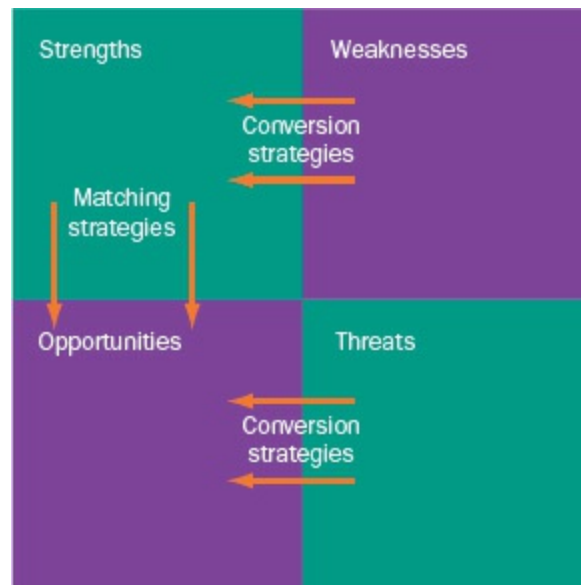 Strengths
Weaknesses
Conversion
strategies
Matching
strategies
Opportunities
Threats
Conversion
strategies